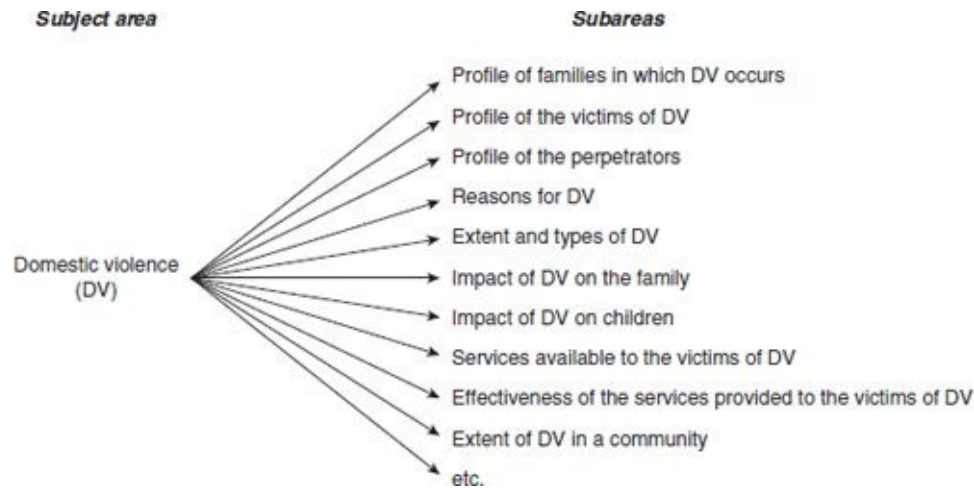 Subject area
Subareas
Profile of families in which DV occurs
Profile of the victims of DV
Profile of the perpetrators
Reasons for DV
Extent and types of DV
Domestic violence
(DV)
Impact of DV on the family
Impact of DV on children
Services available to the victims of DV
Effectiveness of the services provided to the victims of DV
Extent of DV in a community
etc.